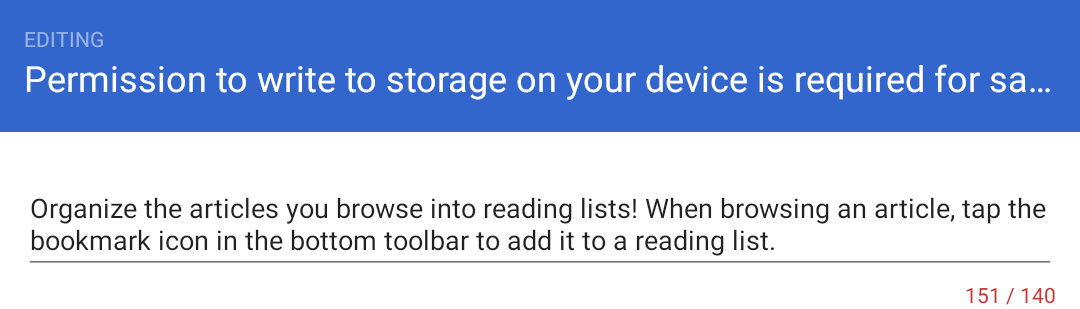 EDITING
Permission to write to storage on your device is required for sa...
Organize the articles you browse into reading lists! When browsing an article, tap the
bookmark icon in the bottom toolbar to add it to a reading list.
151 / 140